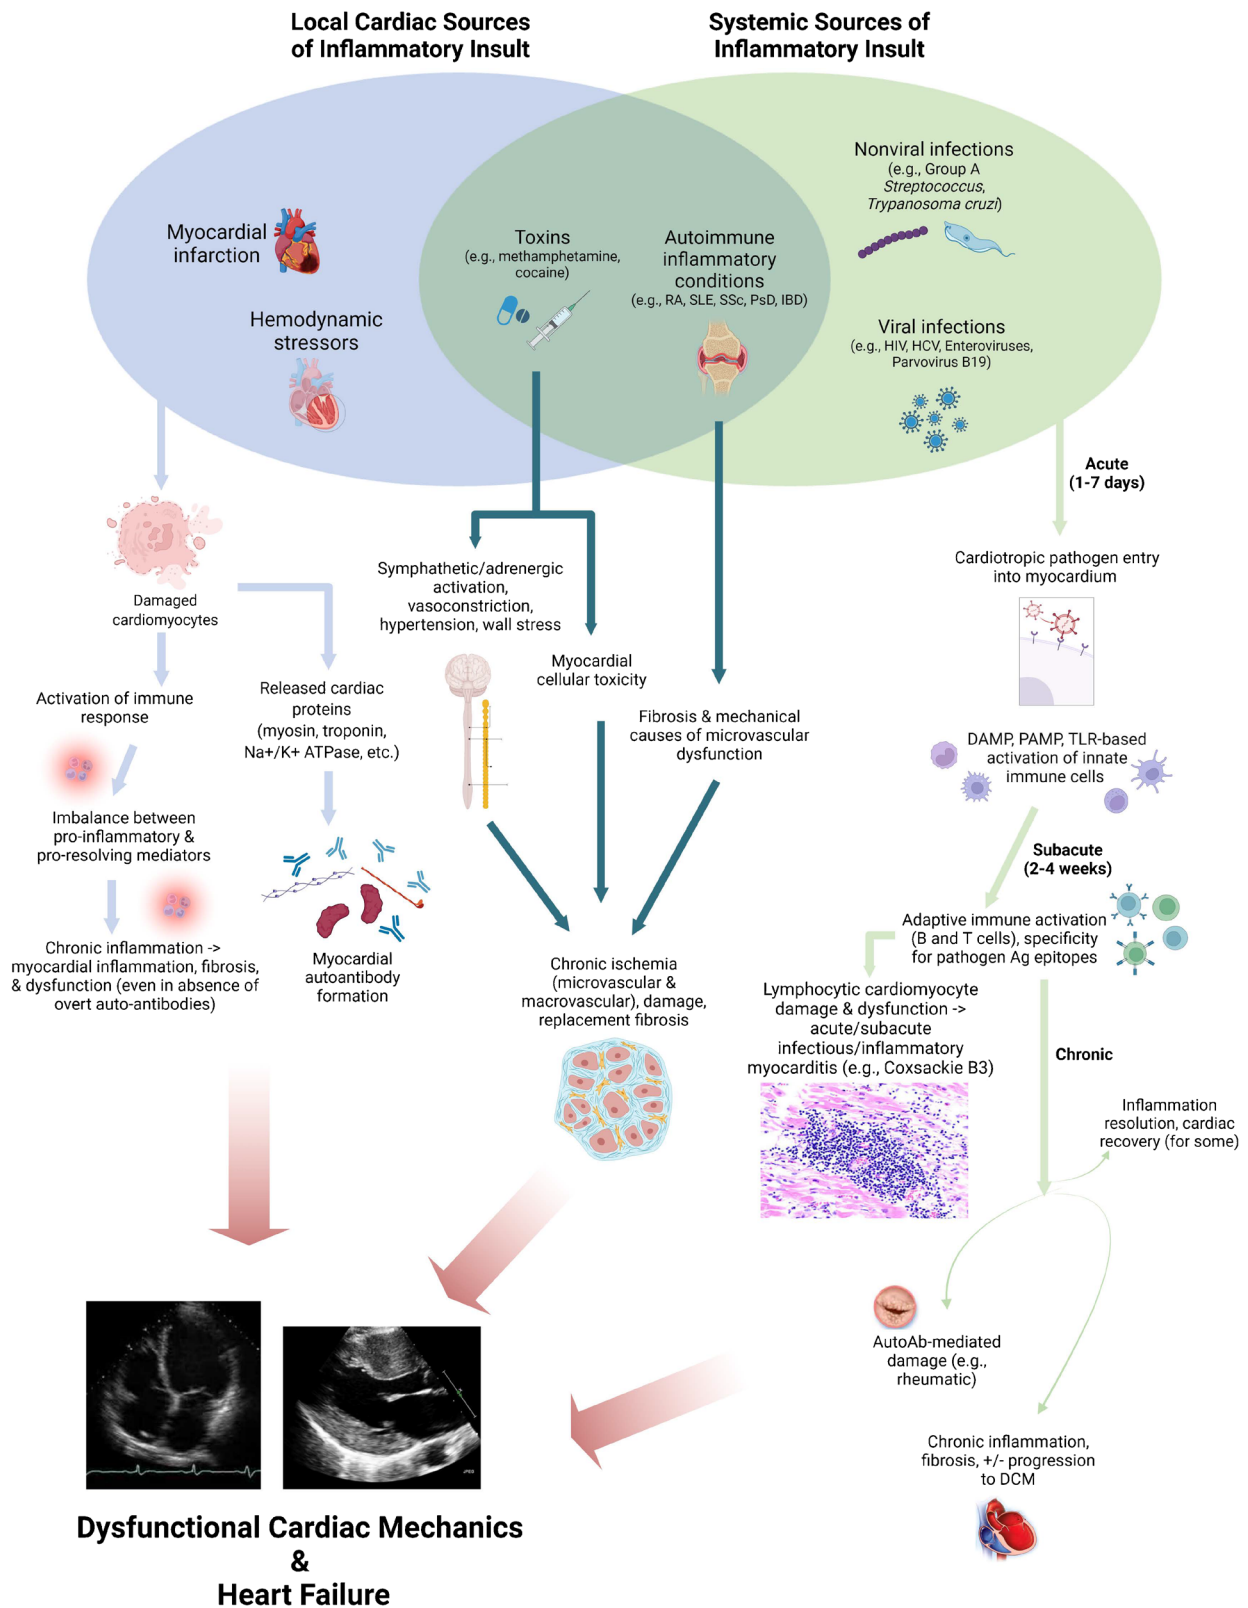 Local Cardiac Sources
of Inflammatory Insult
Systemic Sources of
Inflammatory Insult
Myocardial
infarction
Hemodynamic
stressors
Toxins
(e.g., methamphetamine,
cocaine)
Autoimmune
inflammatory
conditions
(e.g., RA, SLE, SSc, PsD, IBD)
Nonviral infections
(e.g., Group A
Streptococcus,
Trypanosoma cruzi)
Viral infections
(e.g., HIV, HCV, Enteroviruses,
Parvovirus B19)
Damaged
cardiomyocytes
Activation of immune
response
Imbalance between
pro-inflammatory &
pro-resolving mediators
Chronic inflammation ->
myocardial inflammation, fibrosis,
& dysfunction (even in absence of
overt auto-antibodies)
Released cardiac
proteins
(myosin, troponin,
Na+/K+ ATPase, etc.)
Myocardial
autoantibody
formation
Symphathetic/adrenergic
activation,
vasoconstriction,
hypertension, wall stress
Myocardial
cellular toxicity
Fibrosis & mechanical
causes of microvascular
dysfunction
Chronic ischemia
(microvascular &
macrovascular), damage,
replacement fibrosis
Acute
(1-7 days)
Cardiotropic pathogen entry
into myocardium
DAMP, PAMP, TLR-based
activation of innate
immune cells
Subacute
(2-4 weeks)
Adaptive immune activation
(B and T cells), specificity
for pathogen Ag epitopes
Lymphocytic cardiomyocyte
damage & dysfunction ->
acute/subacute
infectious/inflammatory
myocarditis (e.g., Coxsackie B3)
Chronic
Inflammation
resolution, cardiac
recovery (for some)
AutoAb-mediated
damage (e.g.,
rheumatic)
Chronic inflammation,
fibrosis, +/- progression
to DCM
JPEG
Dysfunctional Cardiac Mechanics
&
Heart Failure